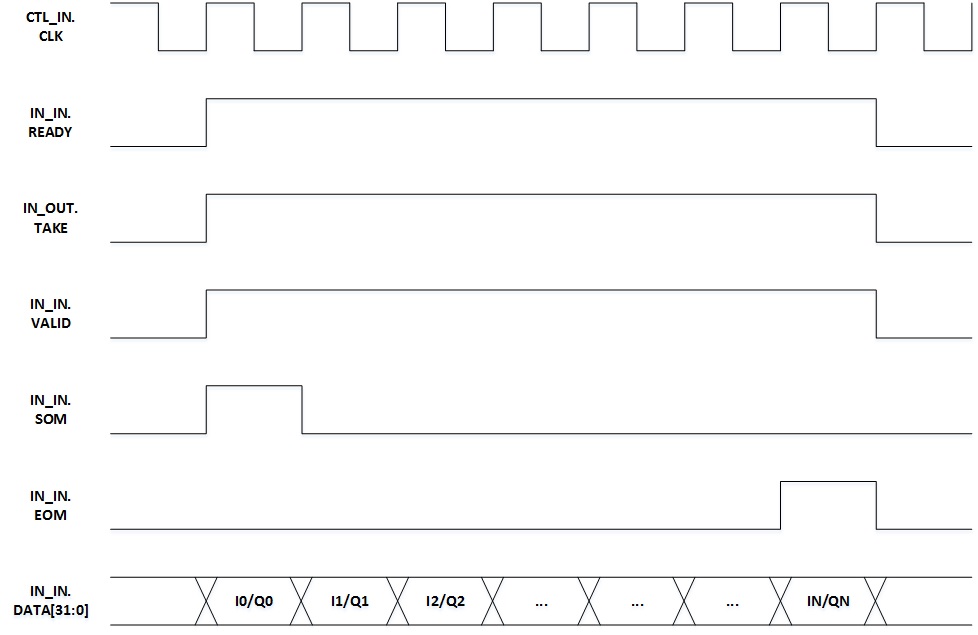 CTL_IN.
CLK
IN_IN.
READY
IN_OUT.
TAKE
IN_IN.
VALID
IN_IN.
SOM
IN_IN.
EOM
IN_IN.
DATA[31:0]
I0/Q0 I1/Q1 I2/Q2 ... ... ... IN/QN